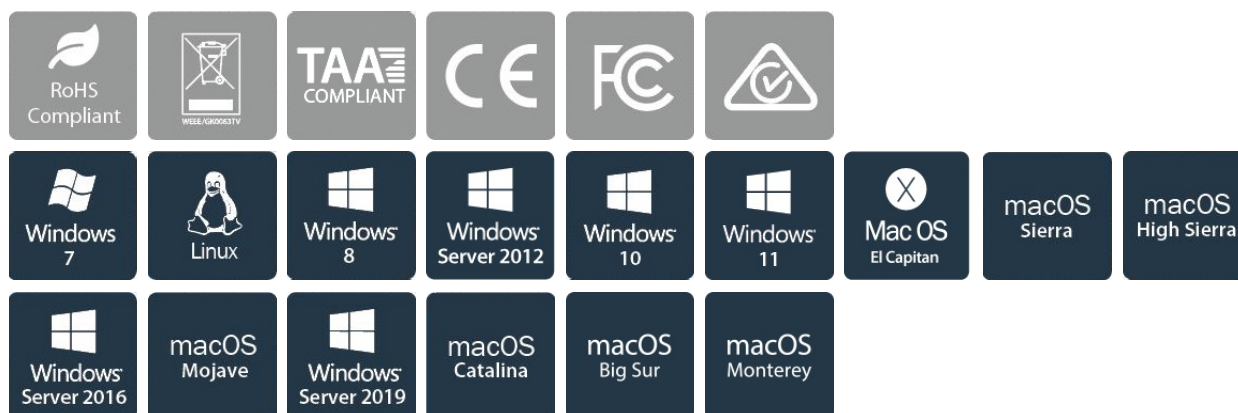 RoHS
Compliant
WEEE/GK0063TV
TAA
COMPLIANT
CE
FC
Windows
7
Linux
Windows
8
Windows
Server 2012
Windows
10
Windows
11
X
Mac OS
El Capitan
macOS
Sierra
macOS
High Sierra
Windows
Server 2016
macOS
Mojave
Windows
Server 2019
macOS
Catalina
macOS
Big Sur
macOS
Monterey